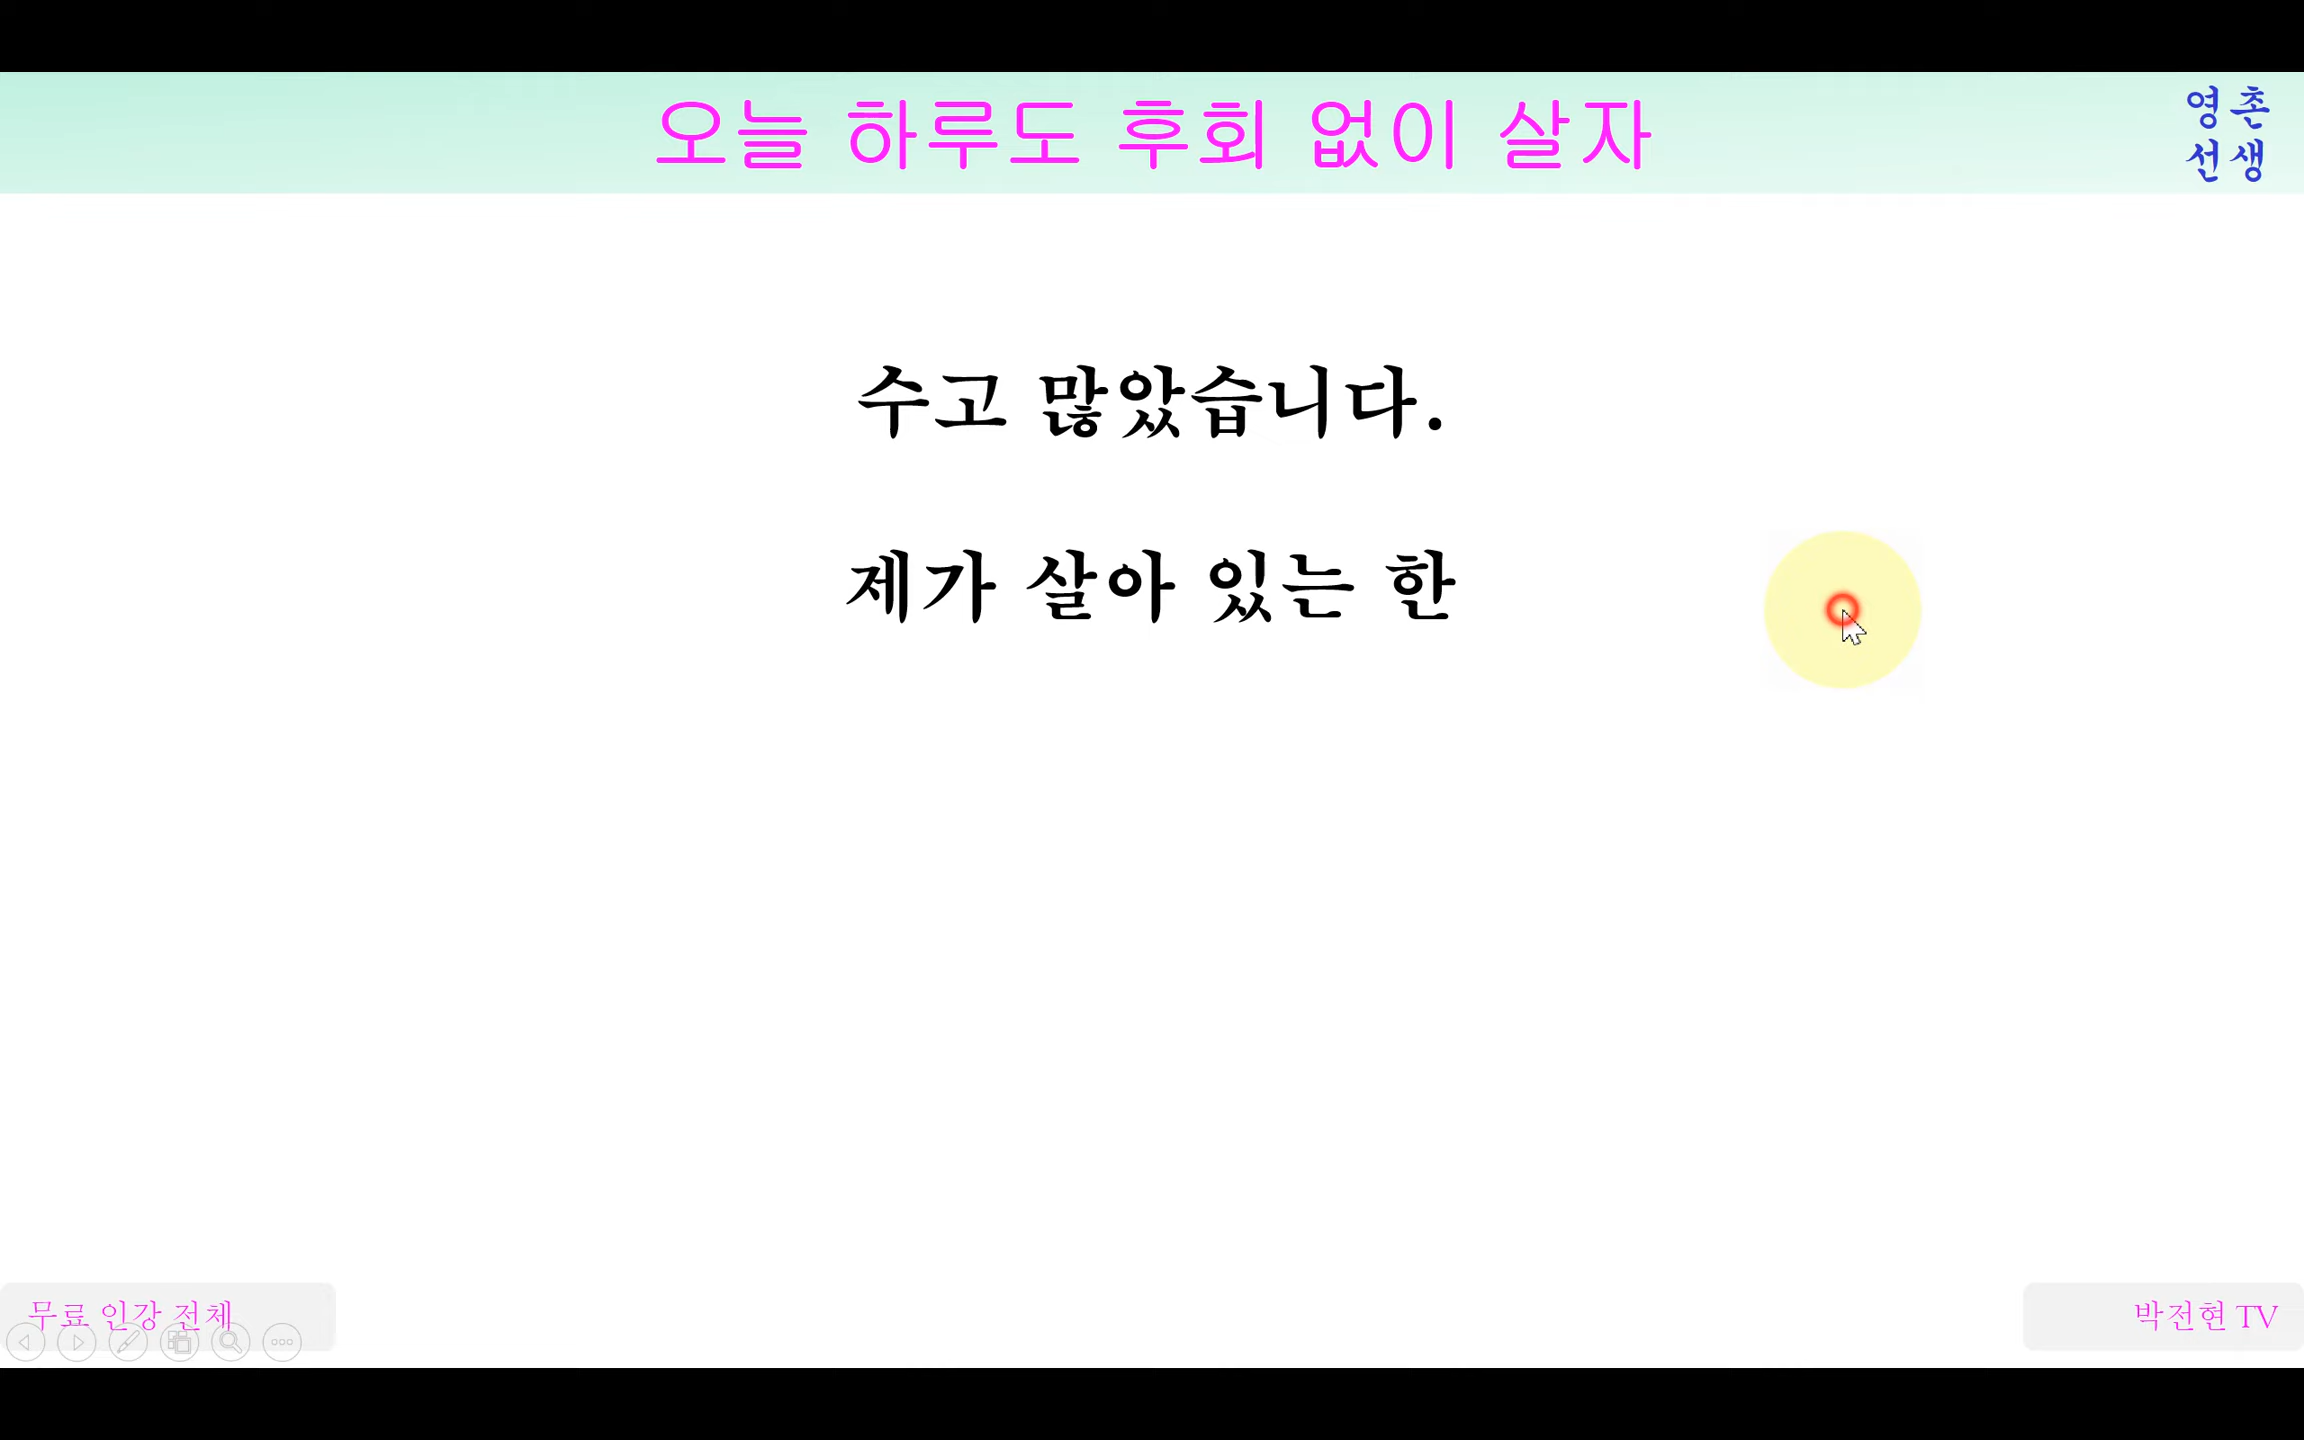 오늘 하루도 후회 없이 살자
영촌
선생
수고 많았습니다.
제가 살아 있는 한
무료 인강 전체
박전현 TV